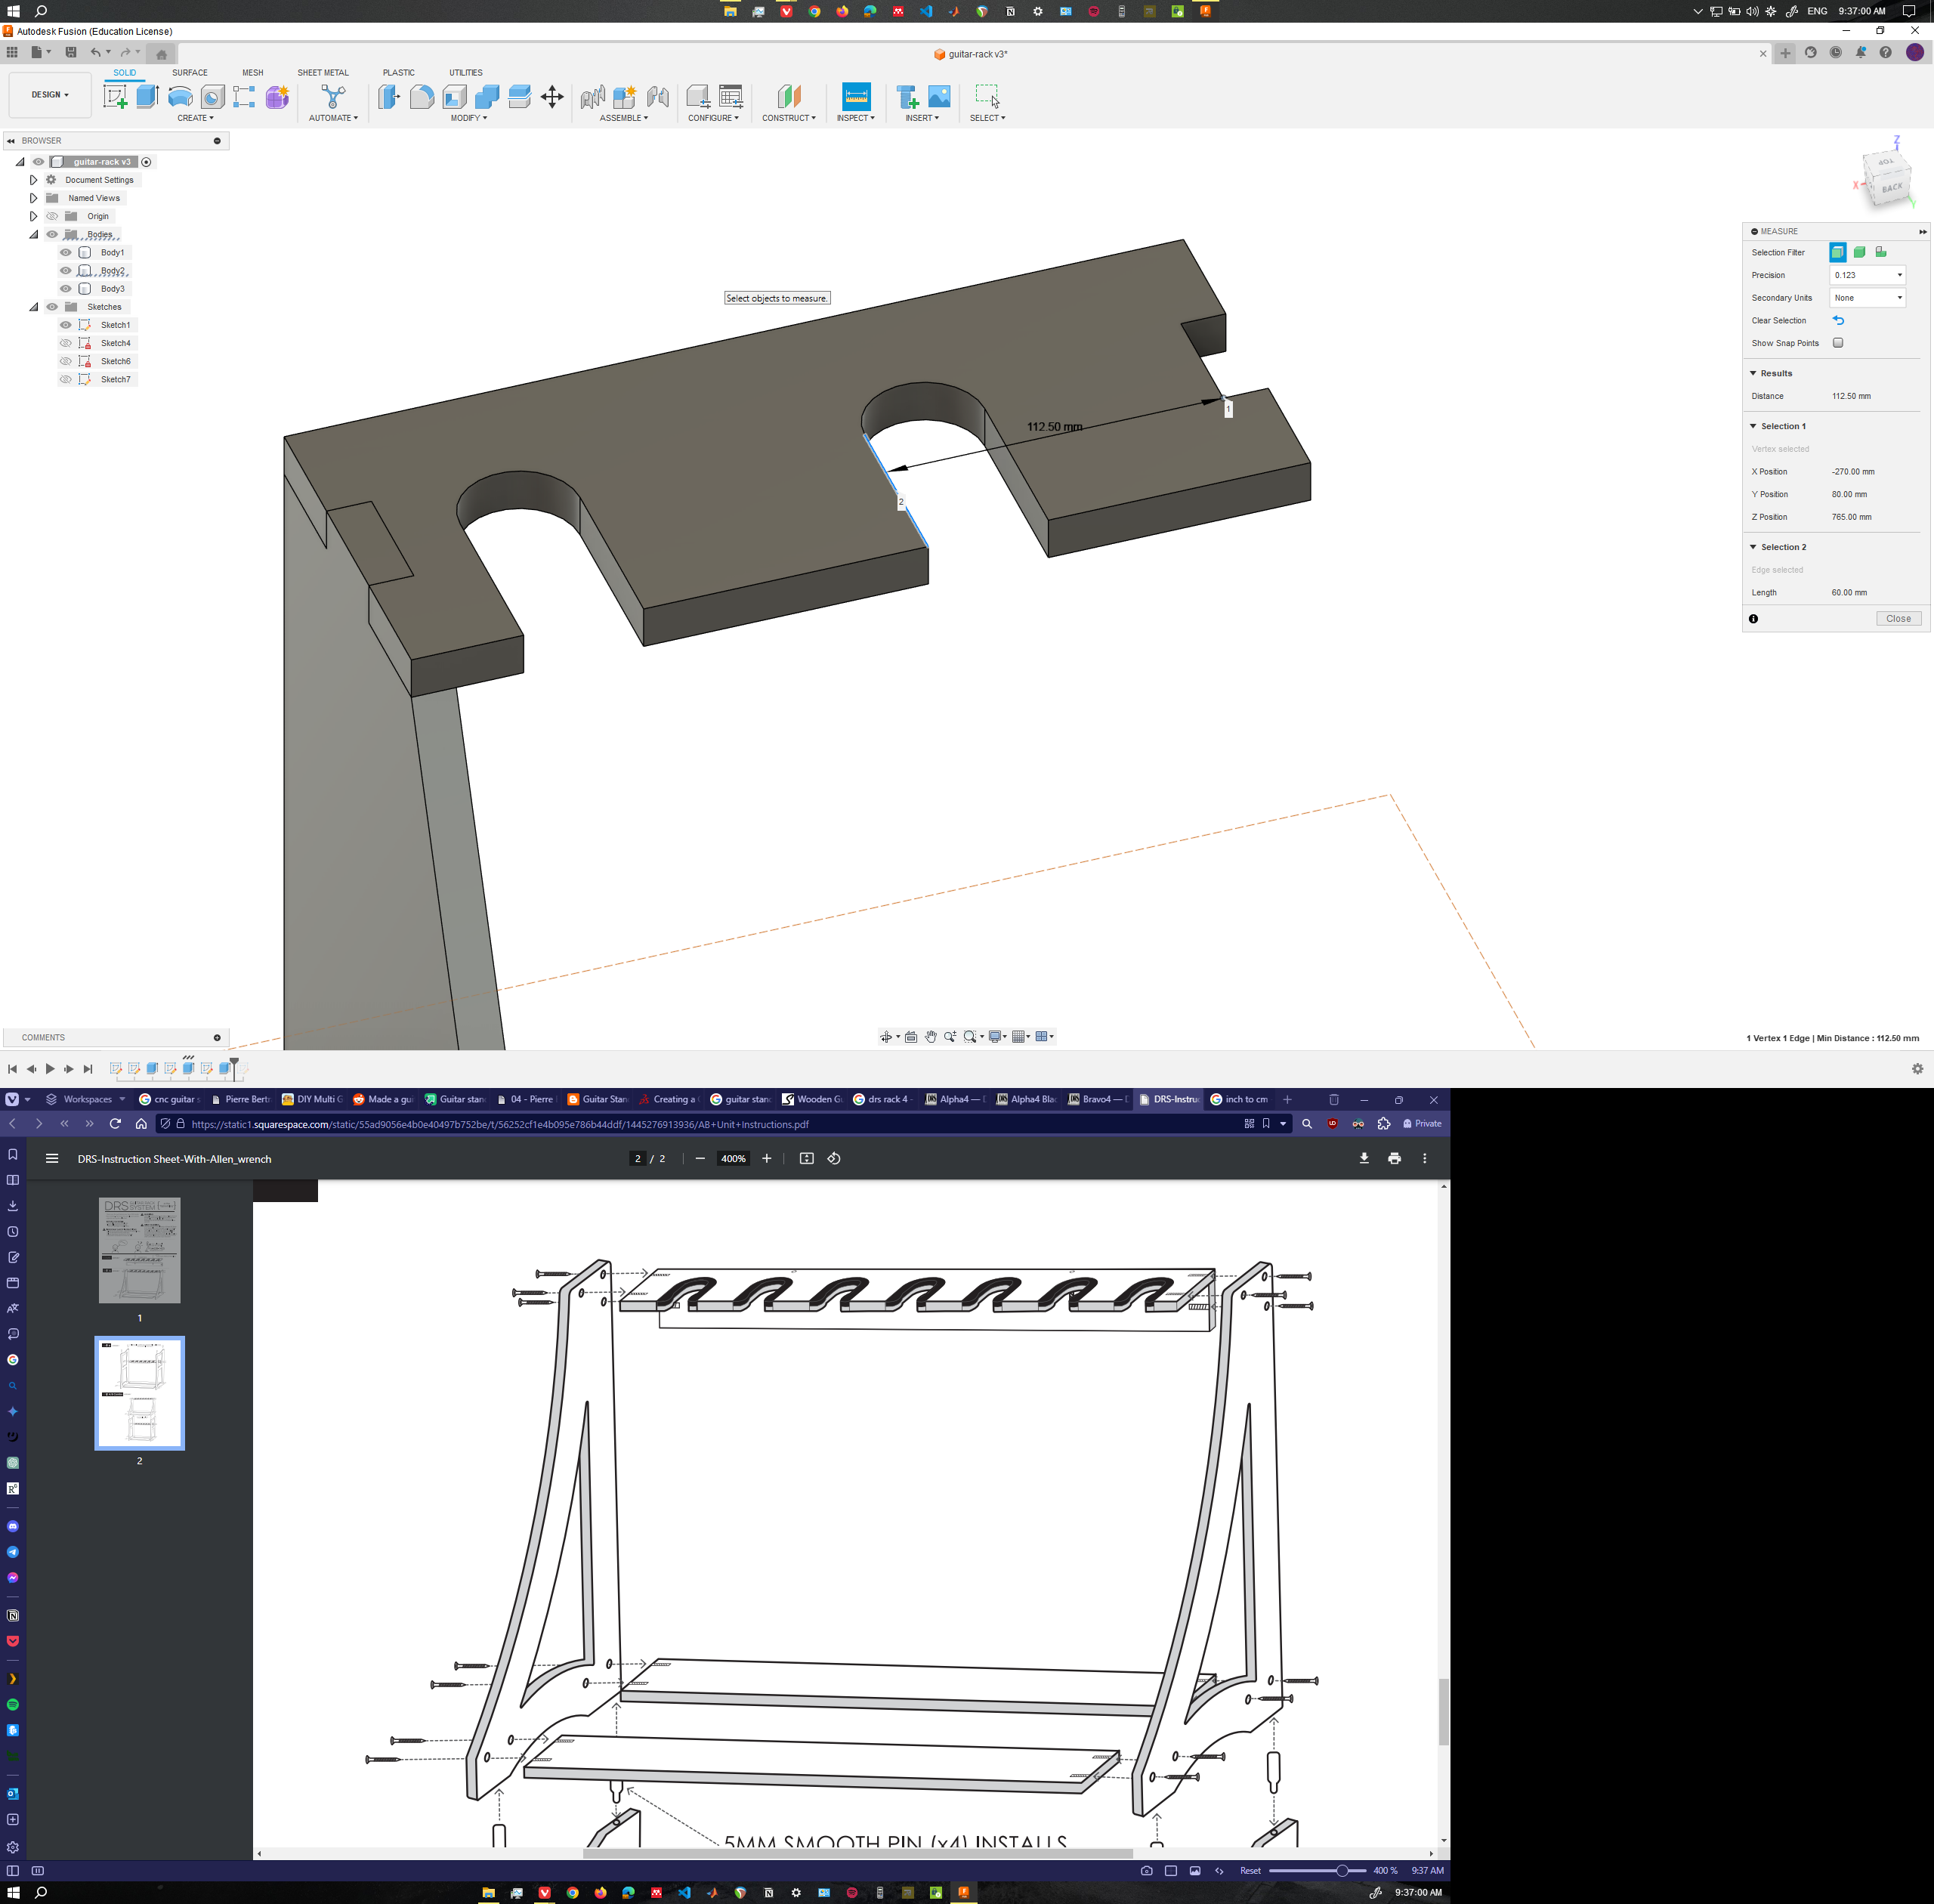 ENG 9:37:00 AM
Autodesk Fusion (Education License)
guitar-rack v3*
DESIGN
SOLID SURFACE MESH SHEET METAL PLASTIC UTILITIES
CREATE AUTOMATE MODIFY ASSEMBLE CONFIGURE CONSTRUCT INSPECT INSERT SELECT
BROWSER
guitar-rack v3
Document Settings
Named Views
Origin
Bodies
Body1
Body2
Body3
Sketches
Sketch1
Sketch4
Sketch6
Sketch7
Select objects to measure.
112.50 mm
1
2
Z
X
Y
TOP
BACK
MEASURE
Selection Filter
Precision 0.123
Secondary Units None
Clear Selection
Show Snap Points
Results
Distance 112.50 mm
Selection 1
Vertex selected
X Position -270.00 mm
Y Position 80.00 mm
Z Position 765.00 mm
Selection 2
Edge selected
Length 60.00 mm
Close
COMMENTS
1 Vertex 1 Edge | Min Distance : 112.50 mm
Workspaces cnc guitar s Pierre Bert DIY Multi G Made a gui Guitar stan 04 - Pierre Guitar Stan Creating a guitar stan Wooden Gu drs rack 4 - Alpha4 — Alpha4 Bla Bravo4 — DRS-Instruc inch to cm
https://static1.squarespace.com/static/55ad9056e4b0e40497b752be/t/56252cf1e4b095e786b44ddf/1445276913936/AB+Unit+Instructions.pdf
Private
DRS-Instruction Sheet-With-Allen_wrench
2 / 2
400%
DRS
1
2
5MM SMOOTH PIN (x4) INSTALLS
Reset 400 % 9:37 AM
9:37:00 AM